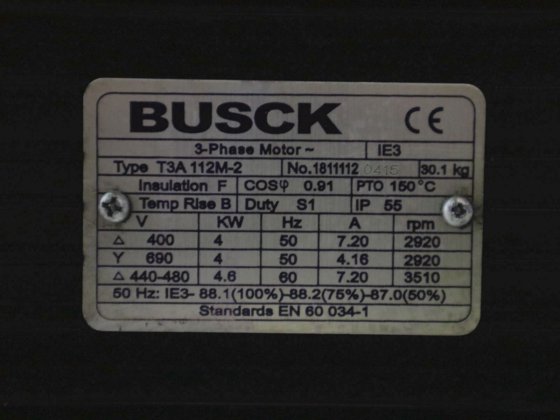 BUSCK CE
3-Phase Motor ~ IE3
Type T3A 112M-2 No.1811112 0415 30.1 kg
Insulation F COSφ 0.91 PTO 150°C
Temp Rise B Duty S1 IP 55
V KW Hz A rpm
Δ 400 4 50 7.20 2920
Y 690 4 50 4.16 2920
Δ 440-480 4.6 60 7.20 3510
50 Hz: IE3- 88.1(100%)-88.2(75%)-87.0(50%)
Standards EN 60 034-1